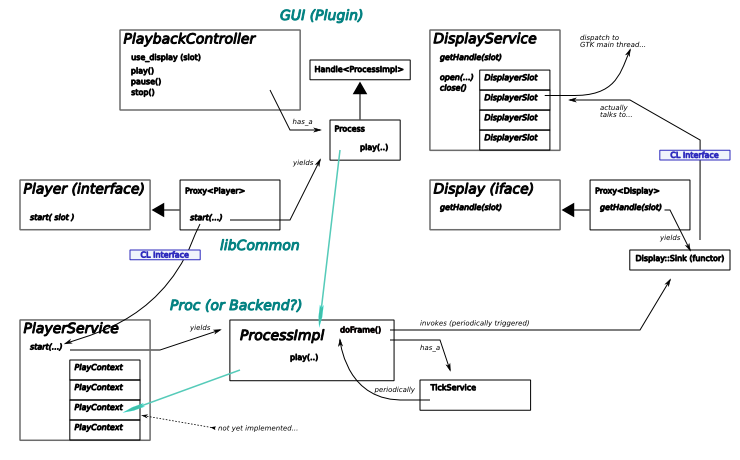 GUI (Plugin)
PlaybackController
use_display (slot)
play()
pause()
stop()
Handle<ProcessImpl>
has_a
Process
play(..)
yields
DisplayService
getHandle(slot)
open(...)
close()
DisplayerSlot
DisplayerSlot
DisplayerSlot
DisplayerSlot
dispatch to
GTK main thread...
actually
talks to...
CL Interface
Player (interface)
start( slot )
Proxy<Player>
start(...)
Display (iface)
getHandle(slot)
Proxy<Display>
getHandle(slot)
yields
Display::Sink (functor)
libCommon
CL Interface
Proc (or Backend?)
PlayerService
start(...)
PlayContext
PlayContext
PlayContext
PlayContext
yields
ProcessImpl
play(..)
doFrame()
invokes (periodically triggered)
has_a
periodically
TickService
not yet implemented...